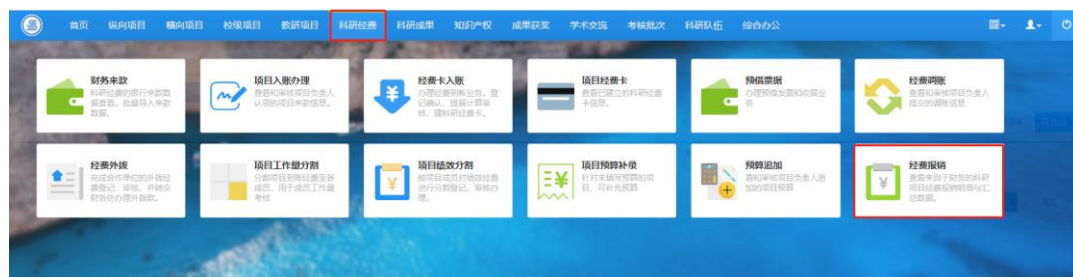 首页 纵向项目 横向项目 校级项目 教研项目 科研经费 科研成果 知识产权 成果获奖 学术交流 考核批次 科研队伍 综合办公
财务来款
科研经费的银行来款数
据查看。批量导入来款
数据。
项目入账办理
查看和审核项目负责人
认领的项目来款信息。
经费卡入账
办理经费到账业务。登
记确认、提留计算审
核、建科研经费卡。
项目经费卡
查看已建立的科研经费
卡信息。
预借票据
办理预借发票和收据业
务
经费调账
查看和审核项目负责人
提交的调账信息
经费外拨
完成合作单位的外拨经
费登记、审核，并转交
财务处办理外拨款。
项目工作量分割
分割项目到账经费至各
成员，用于成员工作量
考核
项目绩效分割
按项目成员对绩效经费
进行分割登记、审核办
理。
项目预算补录
针对未填写预算的项
目，可补充预算
预算追加
看和审核项目负责人追
加的项目预算
经费报销
查看来自于财务的科研
项目经费报销明细与汇
总数据。